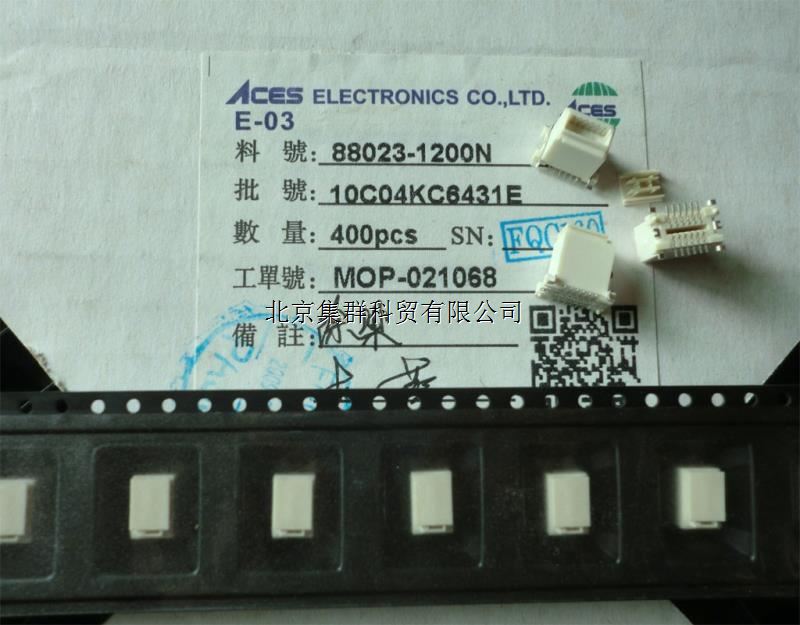 ACES ELECTRONICS CO.,LTD. ACES
E-03
料 號: 88023-1200N
批 號: 10C04KC6431E
數 量: 400pcs SN:
工單號: MOP-021068
北京集群科贸有限公司
備 註: